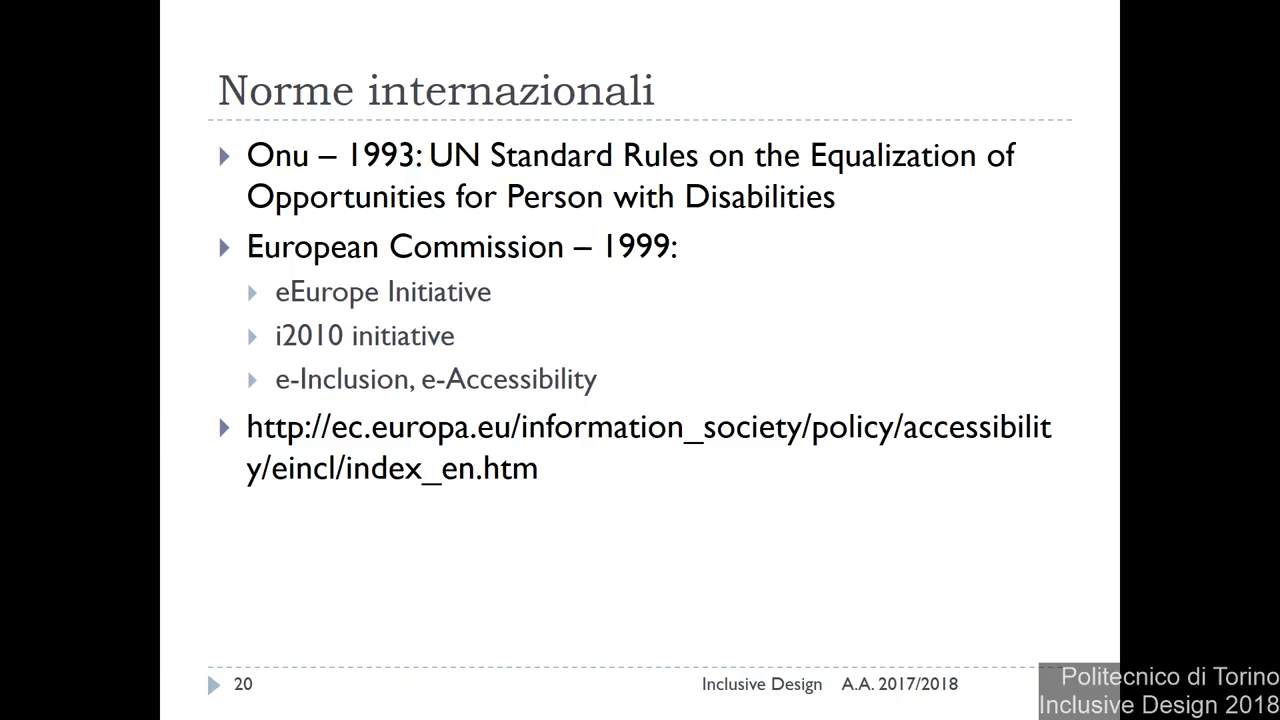 Norme internazionali
Onu – 1993: UN Standard Rules on the Equalization of
Opportunities for Person with Disabilities
European Commission – 1999:
eEurope Initiative
i2010 initiative
e-Inclusion, e-Accessibility
http://ec.europa.eu/information_society/policy/accessibilit
y/eincl/index_en.htm
20
Inclusive Design A.A. 2017/2018
Politecnico di Torino
Inclusive Design 2018